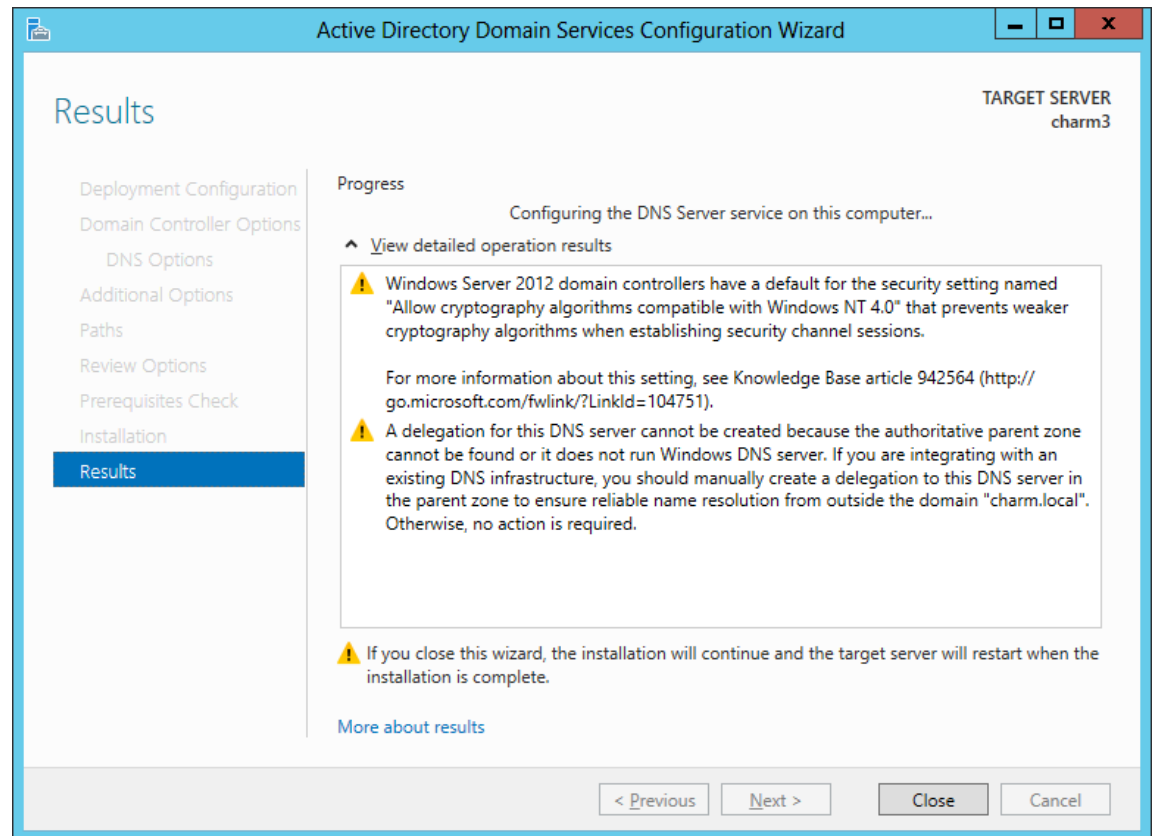 Active Directory Domain Services Configuration Wizard
Results
TARGET SERVER
charm3
Deployment Configuration
Domain Controller Options
DNS Options
Additional Options
Paths
Review Options
Prerequisites Check
Installation
Results
Progress
Configuring the DNS Server service on this computer...
View detailed operation results
Windows Server 2012 domain controllers have a default for the security setting named
"Allow cryptography algorithms compatible with Windows NT 4.0" that prevents weaker
cryptography algorithms when establishing security channel sessions.
For more information about this setting, see Knowledge Base article 942564 (http://
go.microsoft.com/fwlink/?LinkId=104751).
A delegation for this DNS server cannot be created because the authoritative parent zone
cannot be found or it does not run Windows DNS server. If you are integrating with an
existing DNS infrastructure, you should manually create a delegation to this DNS server in
the parent zone to ensure reliable name resolution from outside the domain "charm.local".
Otherwise, no action is required.
If you close this wizard, the installation will continue and the target server will restart when the
installation is complete.
More about results
< Previous
Next >
Close
Cancel